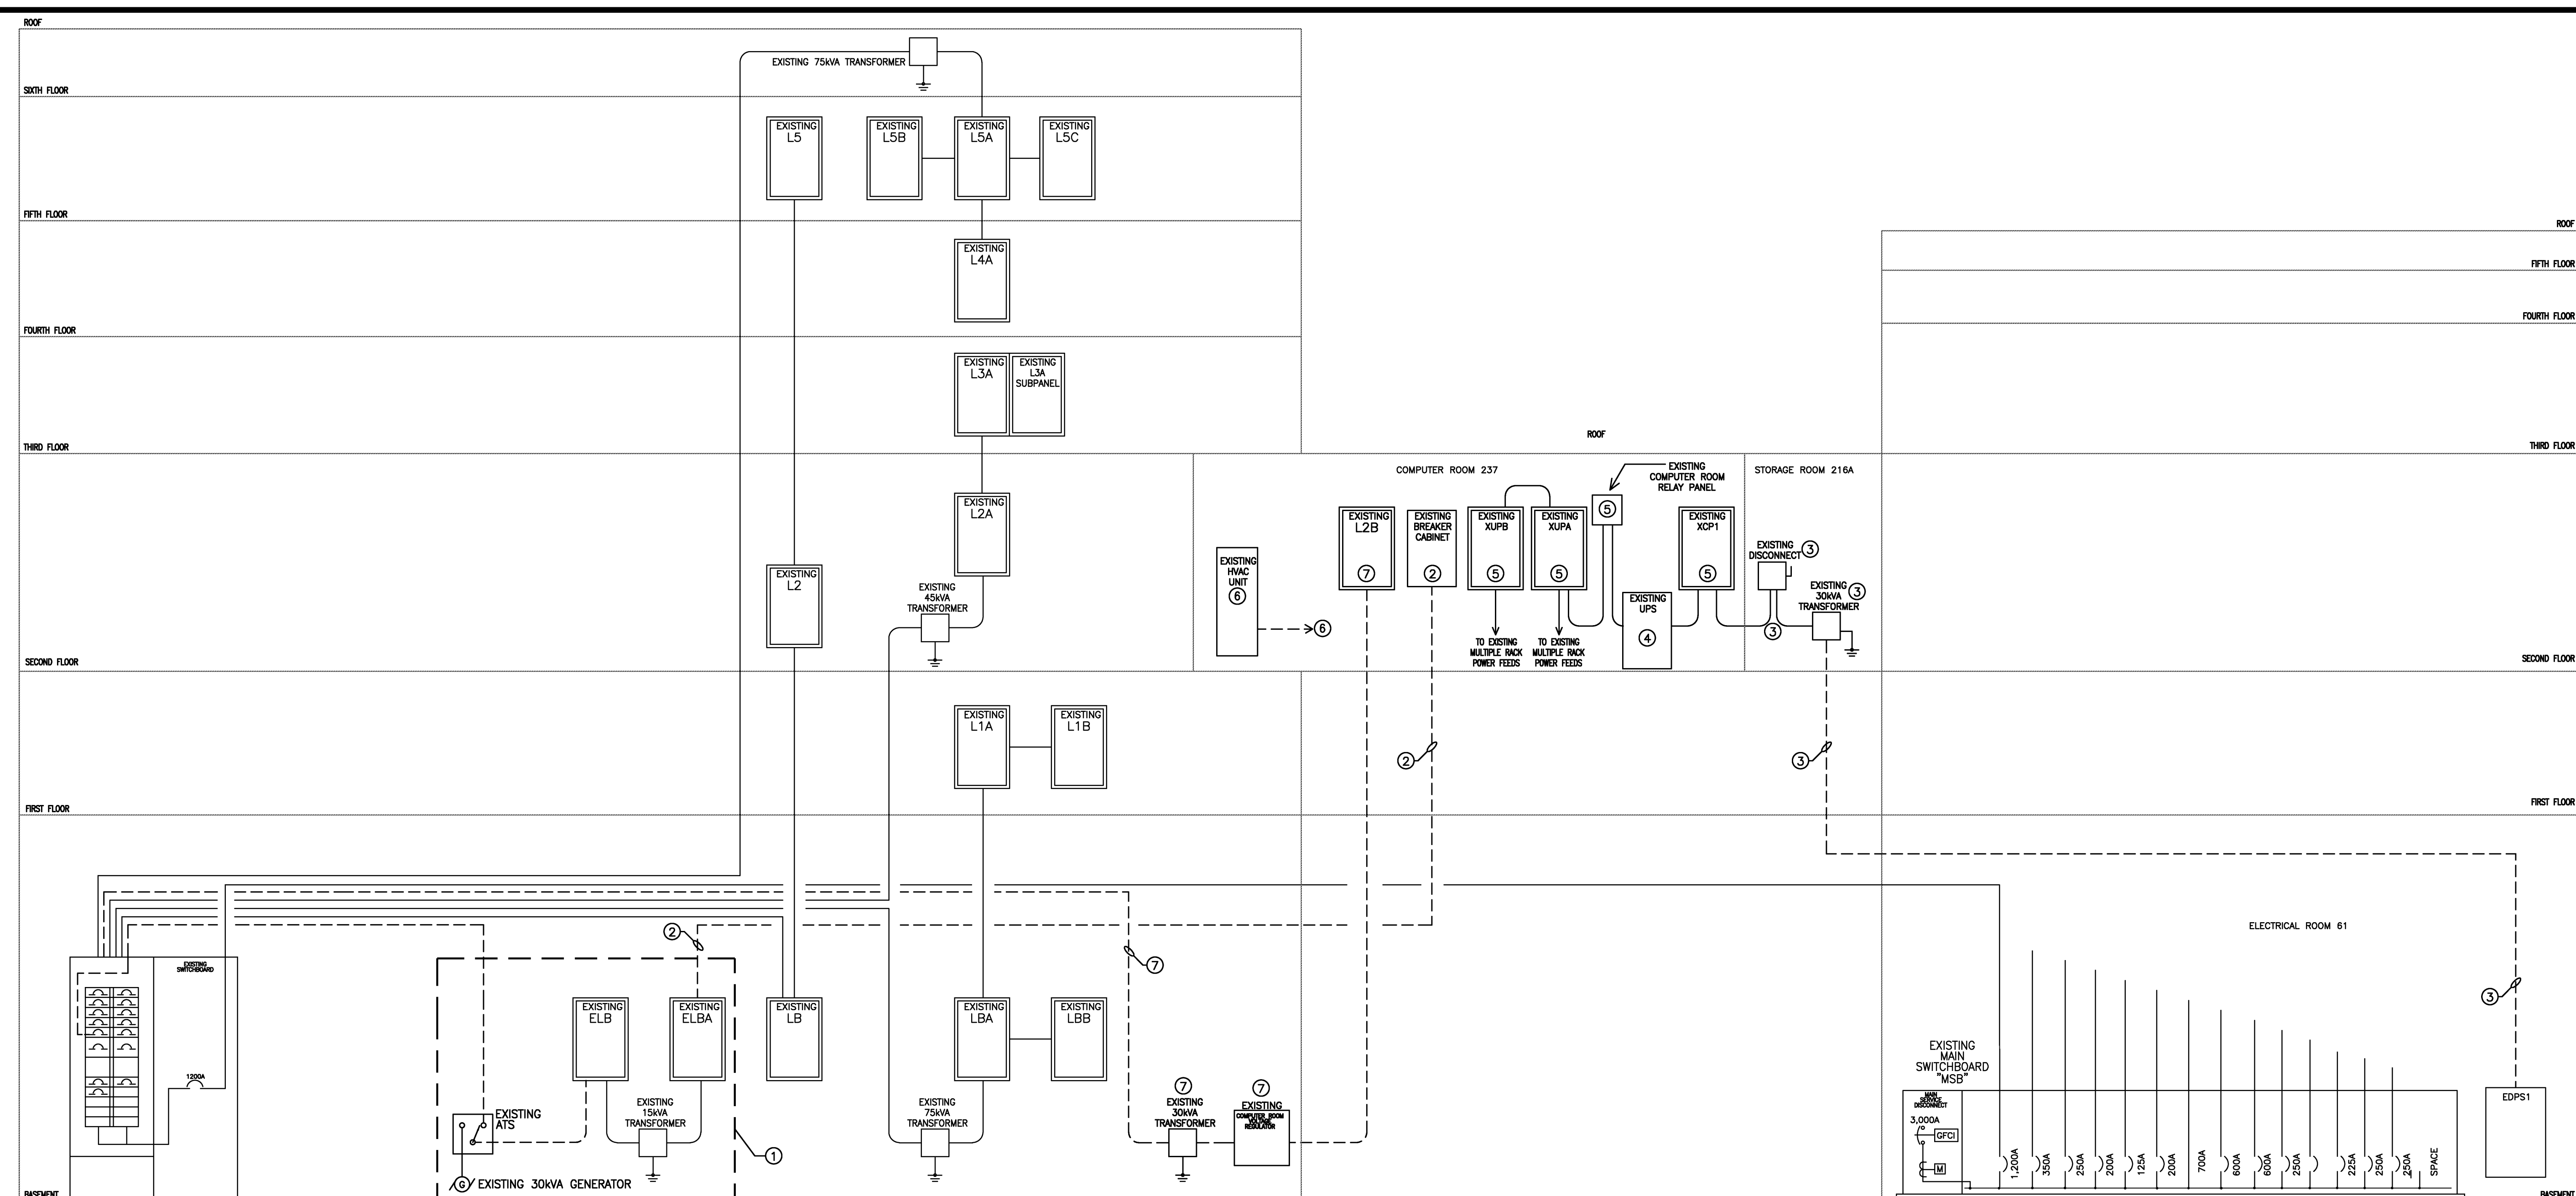 ROOF
EXISTING 75kVA TRANSFORMER
SIXTH FLOOR
EXISTING
L5
EXISTING
L5B
EXISTING
L5A
EXISTING
L5C
FIFTH FLOOR
ROOF
EXISTING
L4A
FIFTH FLOOR
FOURTH FLOOR
FOURTH FLOOR
EXISTING
L3A
EXISTING
L3A
SUBPANEL
ROOF
THIRD FLOOR
THIRD FLOOR
COMPUTER ROOM 237
EXISTING
COMPUTER ROOM
RELAY PANEL
STORAGE ROOM 216A
EXISTING
L2A
EXISTING
L2B
7
EXISTING
BREAKER
CABINET
2
EXISTING
XUPB
5
EXISTING
XUPA
5
5
EXISTING
XCP1
5
EXISTING
DISCONNECT
3
EXISTING
HVAC
UNIT
6
6
EXISTING
L2
EXISTING
45kVA
TRANSFORMER
EXISTING
UPS
4
EXISTING
30kVA
TRANSFORMER
3
3
TO EXISTING
MULTIPLE RACK
POWER FEEDS
TO EXISTING
MULTIPLE RACK
POWER FEEDS
SECOND FLOOR
SECOND FLOOR
EXISTING
L1A
EXISTING
L1B
2
3
FIRST FLOOR
FIRST FLOOR
ELECTRICAL ROOM 61
2
7
3
EXISTING
SWITCHBOARD
1200A
EXISTING
ELB
EXISTING
ELBA
EXISTING
LB
EXISTING
LBA
EXISTING
LBB
EXISTING
ATS
EXISTING
15kVA
TRANSFORMER
EXISTING
75kVA
TRANSFORMER
7
EXISTING
30kVA
TRANSFORMER
7
EXISTING
COMPUTER ROOM
VOLTAGE
REGULATOR
1
G
EXISTING 30kVA GENERATOR
EXISTING
MAIN
SWITCHBOARD
"MSB"
MAIN
SERVICE
DISCONNECT
3,000A
GFCI
M
1,200A
350A
250A
200A
125A
200A
700A
600A
600A
250A
225A
250A
250A
SPACE
EDPS1
BASEMENT
BASEMENT